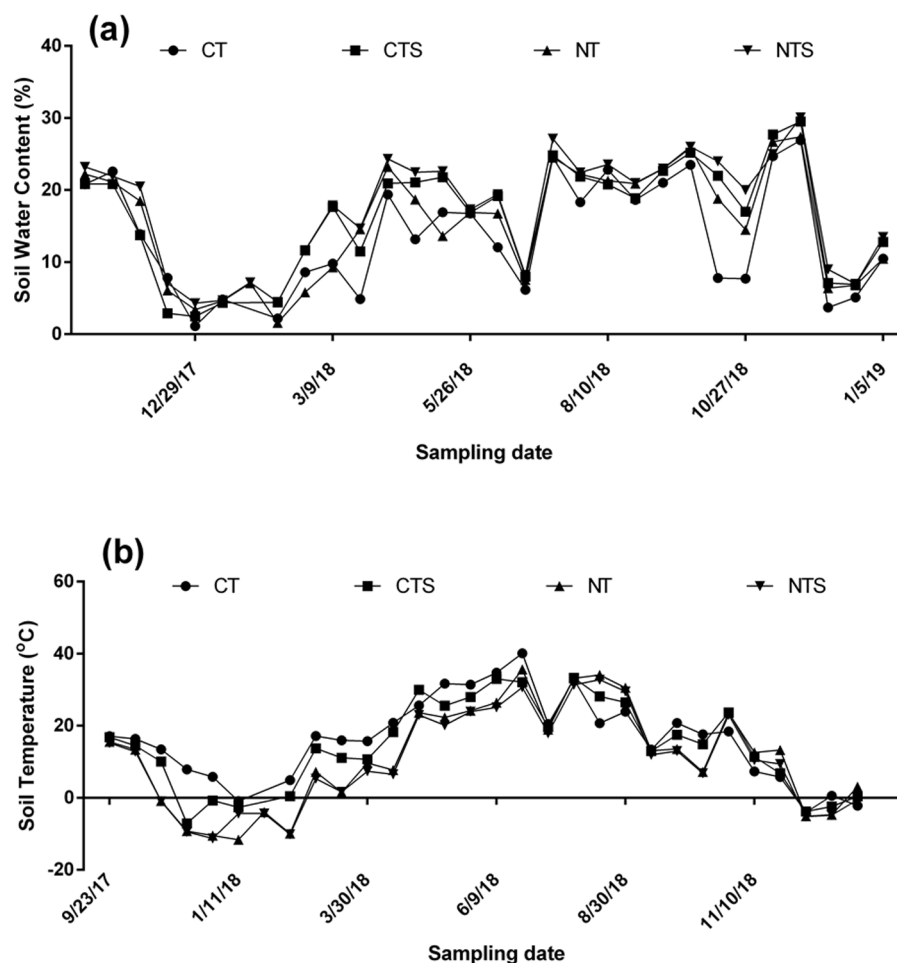 (a)
CT CTS NT NTS
Soil Water Content (%)
40
30
20
10
0
12/29/17 3/9/18 5/26/18 8/10/18 10/27/18 1/5/19
Sampling date
(b)
CT CTS NT NTS
Soil Temperature (°C)
60
40
20
0
-20
9/23/17 1/11/18 3/30/18 6/9/18 8/30/18 11/10/18
Sampling date